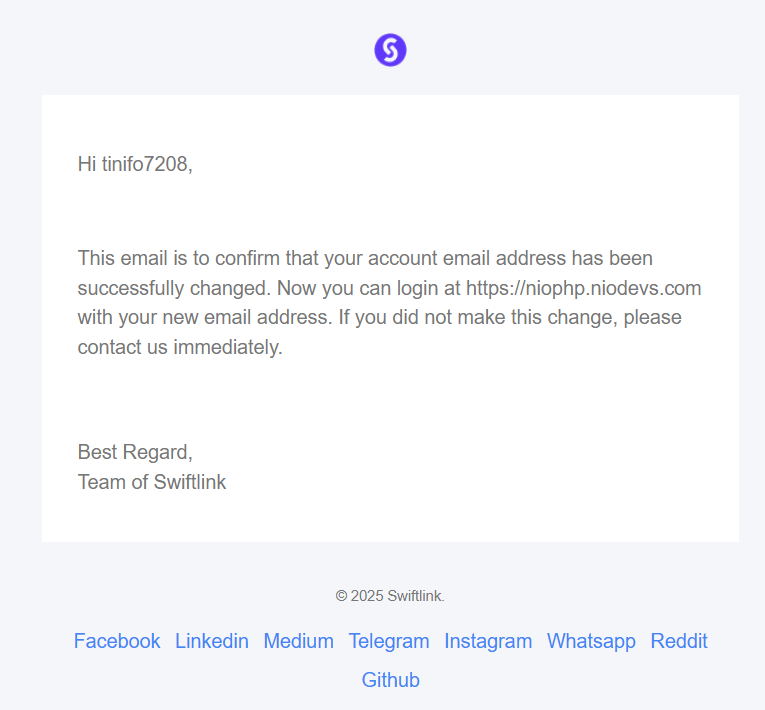 S
Hi tinifo7208,
This email is to confirm that your account email address has been
successfully changed. Now you can login at https://niophp.niodevs.com
with your new email address. If you did not make this change, please
contact us immediately.
Best Regard,
Team of Swiftlink
© 2025 Swiftlink.
Facebook Linkedin Medium Telegram Instagram Whatsapp Reddit
Github